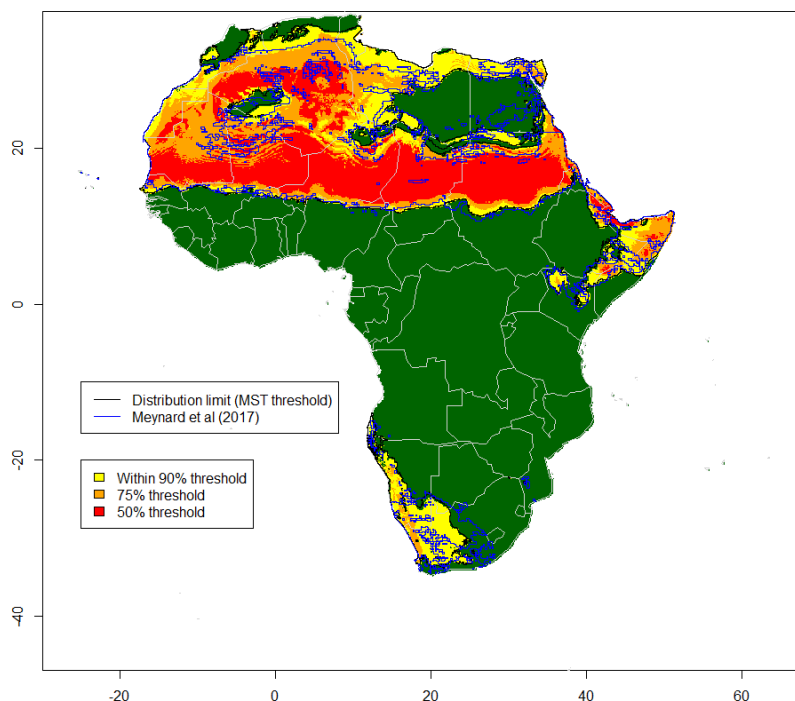 20
0
-20
-40
Distribution limit (MST threshold)
Meynard et al (2017)
Within 90% threshold
75% threshold
50% threshold
-20
0
20
40
60